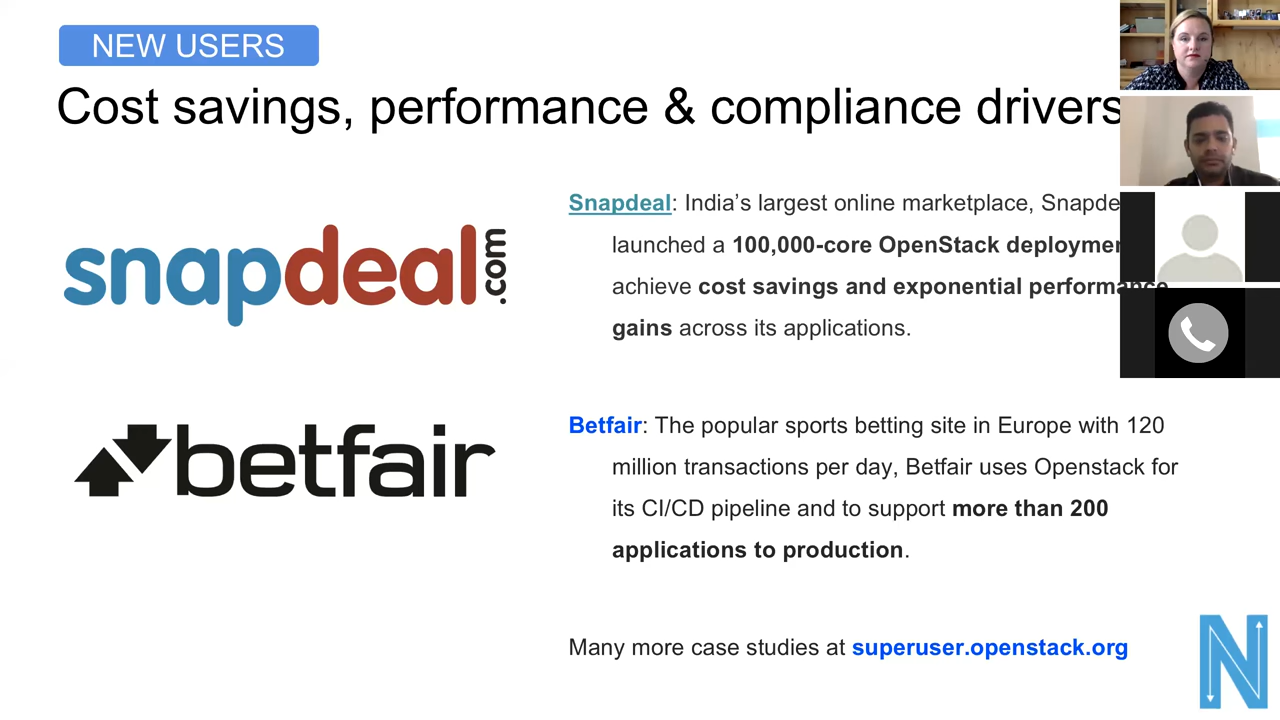 NEW USERS
Cost savings, performance & compliance drivers
snapdeal.com
Snapdeal: India's largest online marketplace,
launched a 100,000-core OpenStack
achieve cost savings and exponential performance
gains across its applications.
betfair
Betfair: The popular sports betting site in Europe with 120
million transactions per day, Betfair uses Openstack for
its CI/CD pipeline and to support more than 200
applications to production.
Many more case studies at superuser.openstack.org
N